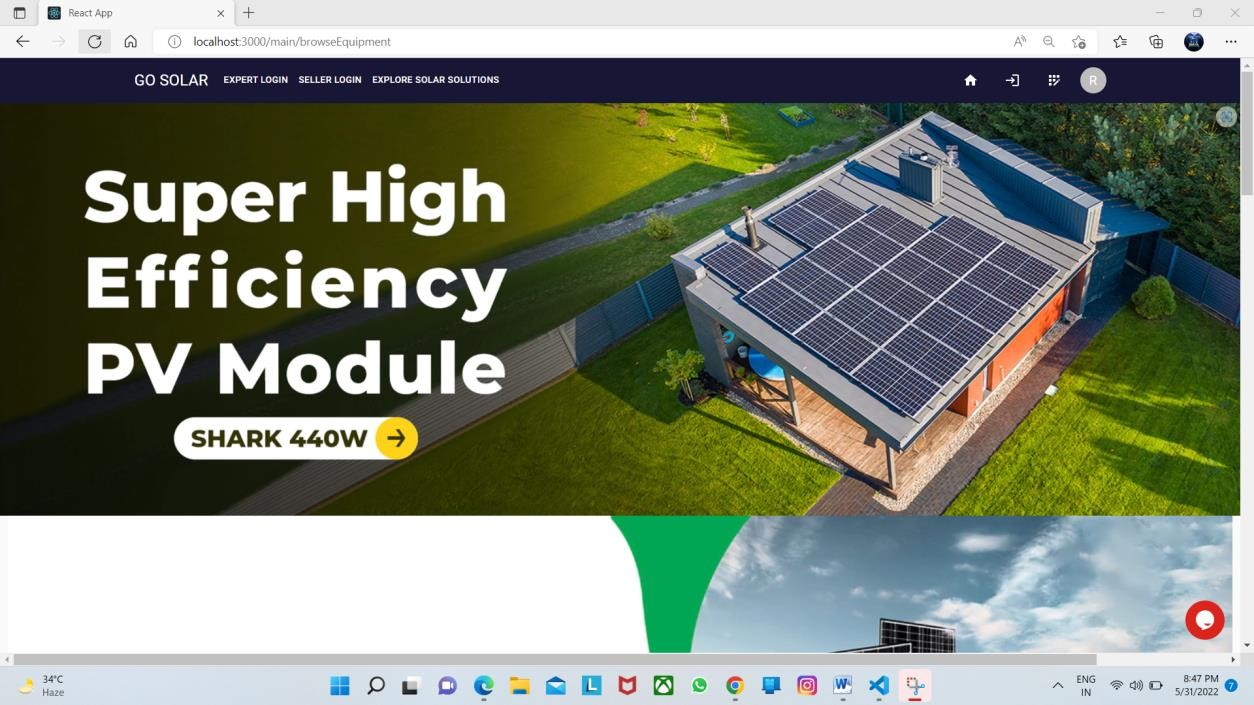 React App
localhost:3000/main/browseEquipment
GO SOLAR EXPERT LOGIN SELLER LOGIN EXPLORE SOLAR SOLUTIONS R
Super High
Efficiency
PV Module
SHARK 440W
34°C
Haze
ENG
IN
8:47 PM
5/31/2022
7